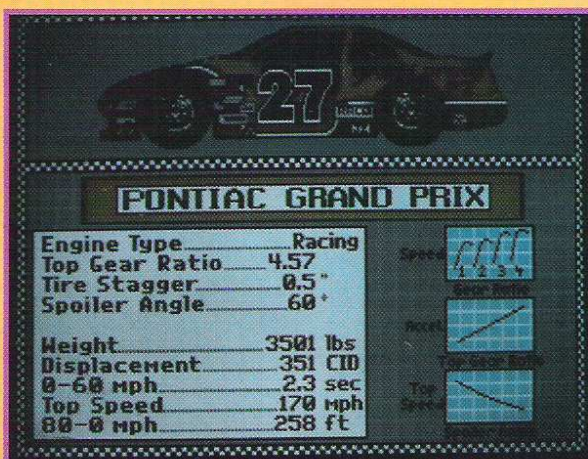 27
PONTIAC GRAND PRIX
Engine Type Racing
Top Gear Ratio 4.57
Tire Stagger 0.5"
Spoiler Angle 60°
Weight 3501 lbs
Displacement 351 CID
0-60 mph 2.3 sec
Top Speed 170 mph
80-0 mph 258 ft
Speed
1 2 3 4
Gear Ratio
Accel.
Top Gear Ratio
Top
Speed